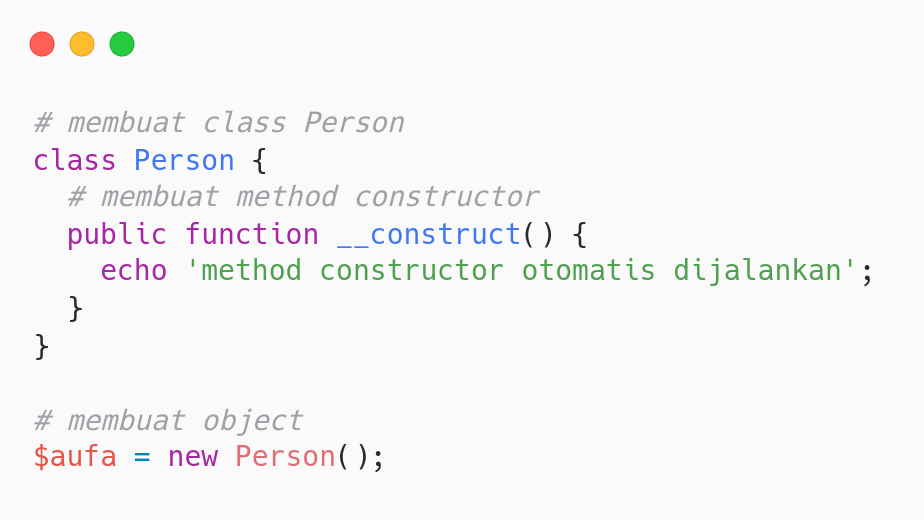 # membuat class Person
class Person {
  # membuat method constructor
  public function __construct() {
    echo 'method constructor otomatis dijalankan';
  }
}

# membuat object
$aufa = new Person();